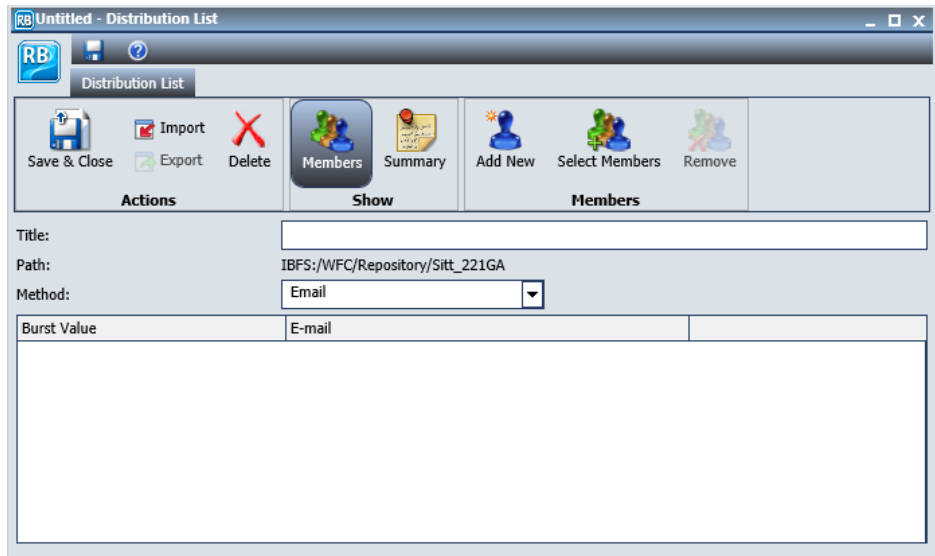 RB Untitled - Distribution List
RB
Distribution List
Save & Close
Import
Export
Delete
Actions
Members
Summary
Show
Add New
Select Members
Remove
Members
Title:
Path: IBFS:/WFC/Repository/Sitt_221GA
Method: Email
Burst Value E-mail